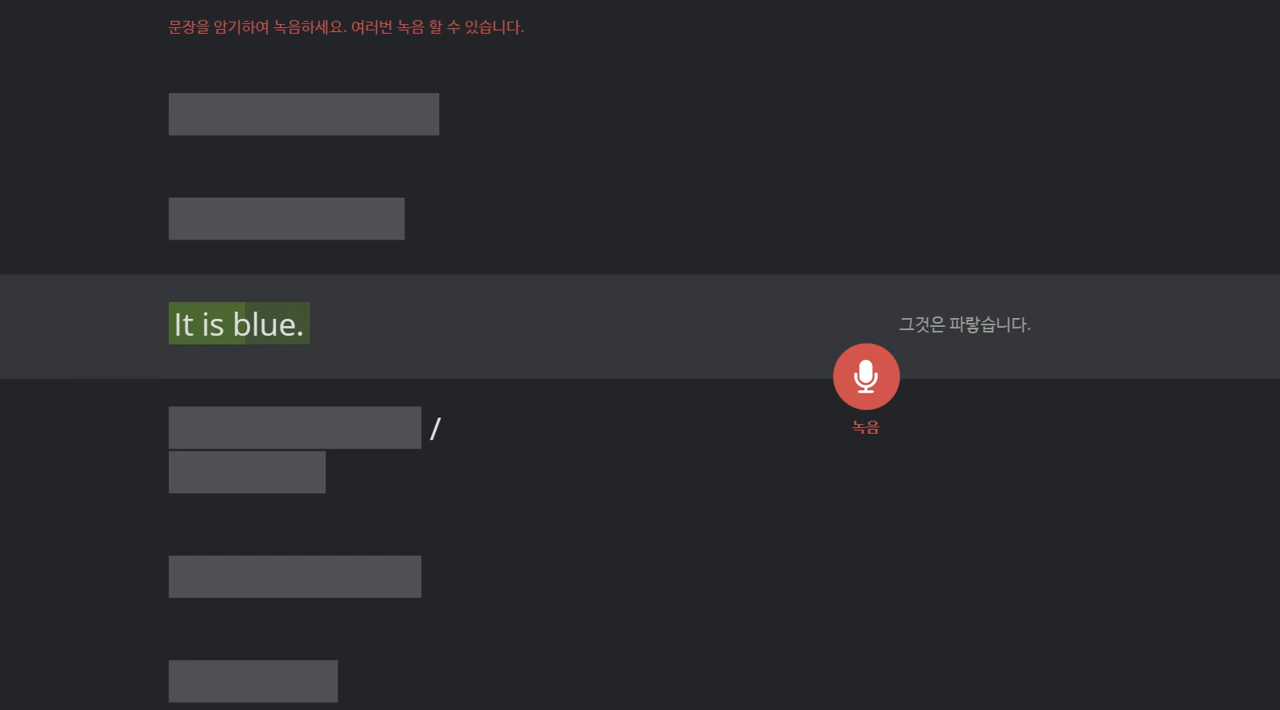 문장을 암기하여 녹음하세요. 여러번 녹음 할 수 있습니다.
It is blue.
그것은 파랗습니다.
/
녹음